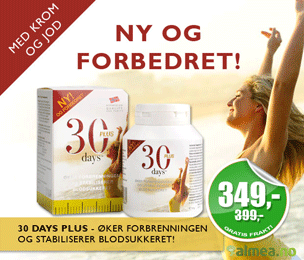 MED KROM
OG JOD
NY OG
FORBEDRET!
NY!
30 PLUS
days
30 PLUS
days
349,-
399,-
GRATIS FRAKT!
30 DAYS PLUS - ØKER FORBRENNINGEN
OG STABILISERER BLODSUKKERET!
almea.no